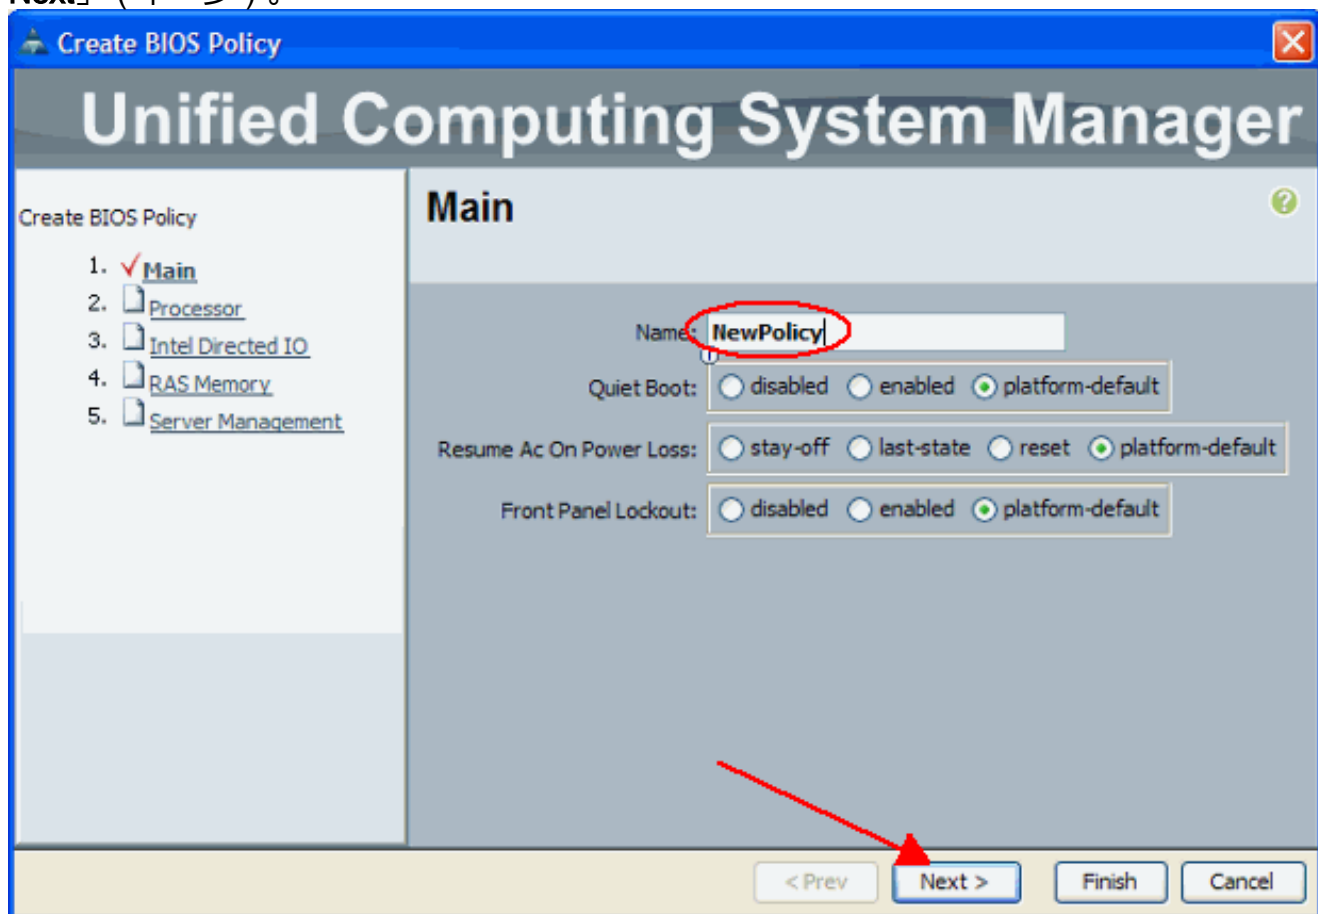 Next」
Create BIOS Policy
Unified Computing System Manager
Create BIOS Policy
1. Main
2. Processor
3. Intel Directed IO
4. RAS Memory
5. Server Management
Main
Name: NewPolicy
Quiet Boot: disabled enabled platform-default
Resume Ac On Power Loss: stay-off last-state reset platform-default
Front Panel Lockout: disabled enabled platform-default
< Prev Next > Finish Cancel